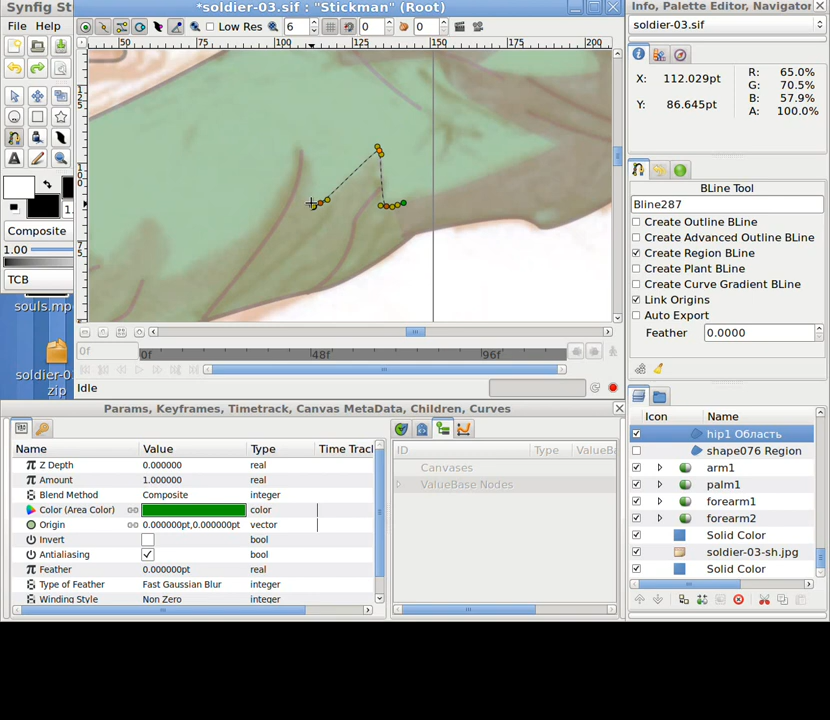 Synfig St
*soldier-03.sif : "Stickman" (Root)
Info, Palette Editor, Navigator
File Help
Low Res 6 0 0
soldier-03.sif
50 75 100 125 150 175 200
X: 112.029pt
Y: 86.645pt
R: 65.0%
G: 70.5%
B: 57.9%
A: 100.0%
BLine Tool
Bline287
Create Outline BLine
Create Advanced Outline BLine
Create Region BLine
Create Plant BLine
Create Curve Gradient BLine
Link Origins
Auto Export
Feather 0.0000
1.
Composite
1.00
TCB
souls.mp
soldier-0
zip
0f 0f 48f 96f
Idle
Params, Keyframes, Timetrack, Canvas MetaData, Children, Curves
Name Value Type Time Track
Z Depth 0.000000 real
Amount 1.000000 real
Blend Method Composite integer
Color (Area Color) color
Origin 0.000000pt,0.000000pt vector
Invert bool
Antialiasing bool
Feather 0.000000pt real
Type of Feather Fast Gaussian Blur integer
Winding Style Non Zero integer
ID Type ValueBa
Canvases
ValueBase Nodes
Icon Name
hip1 Область
shape076 Region
arm1
palm1
forearm1
forearm2
Solid Color
soldier-03-sh.jpg
Solid Color